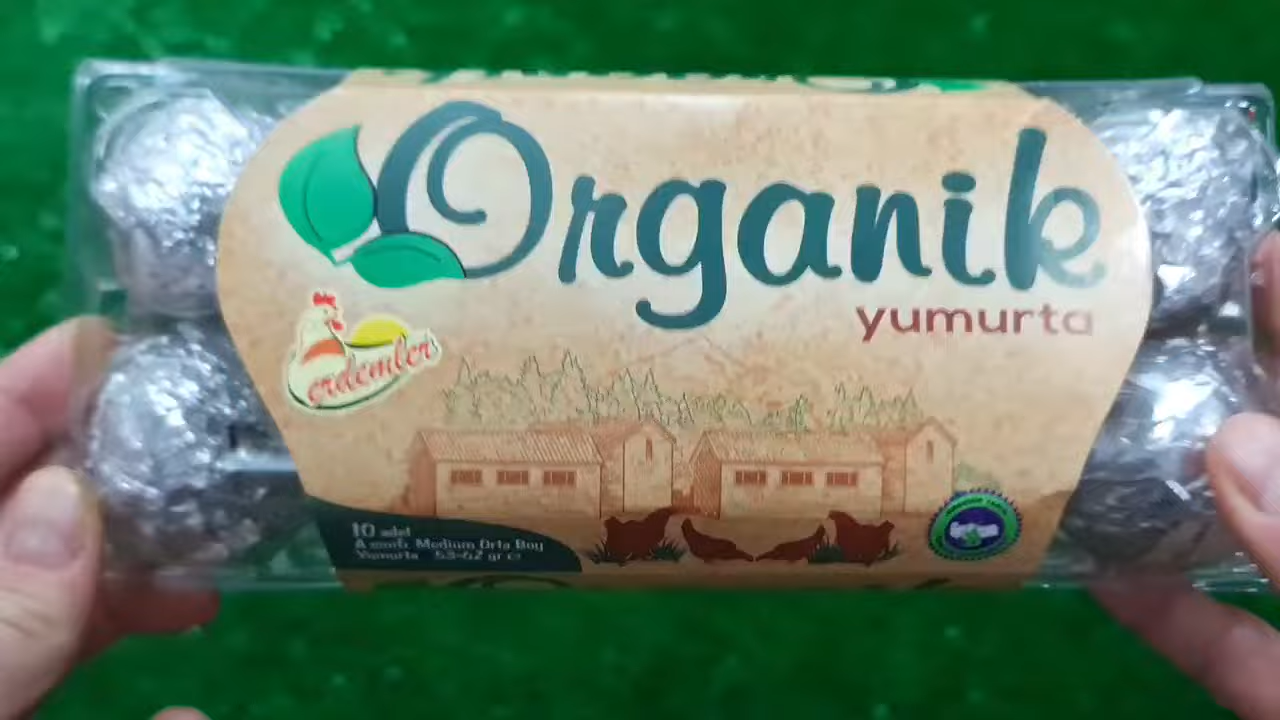 Organik
yumurta
erdemler
10 adet
A sınıfı Medium Orta Boy
Yumurta 53-62 gr